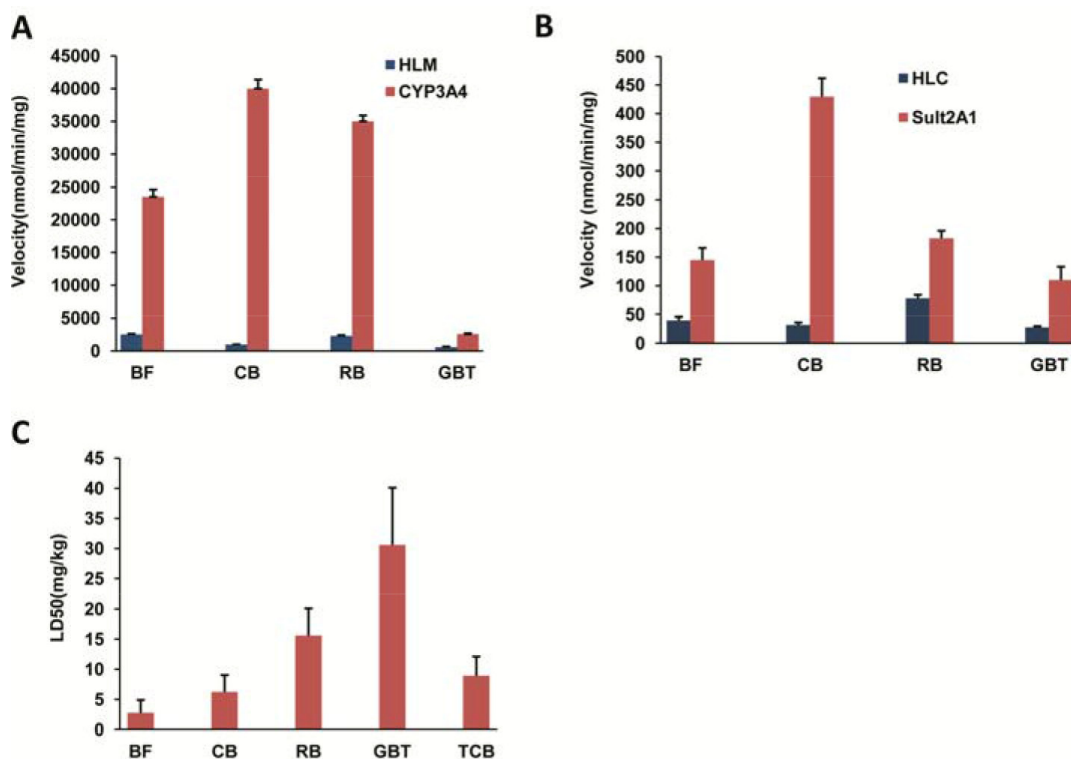 A
Velocity(nmol/min/mg)
45000
40000
35000
30000
25000
20000
15000
10000
5000
0
HLM
CYP3A4
BF CB RB GBT
B
Velocity (nmol/min/mg)
500
450
400
350
300
250
200
150
100
50
0
HLC
Sult2A1
BF CB RB GBT
C
LD50(mg/kg)
45
40
35
30
25
20
15
10
5
0
BF CB RB GBT TCB